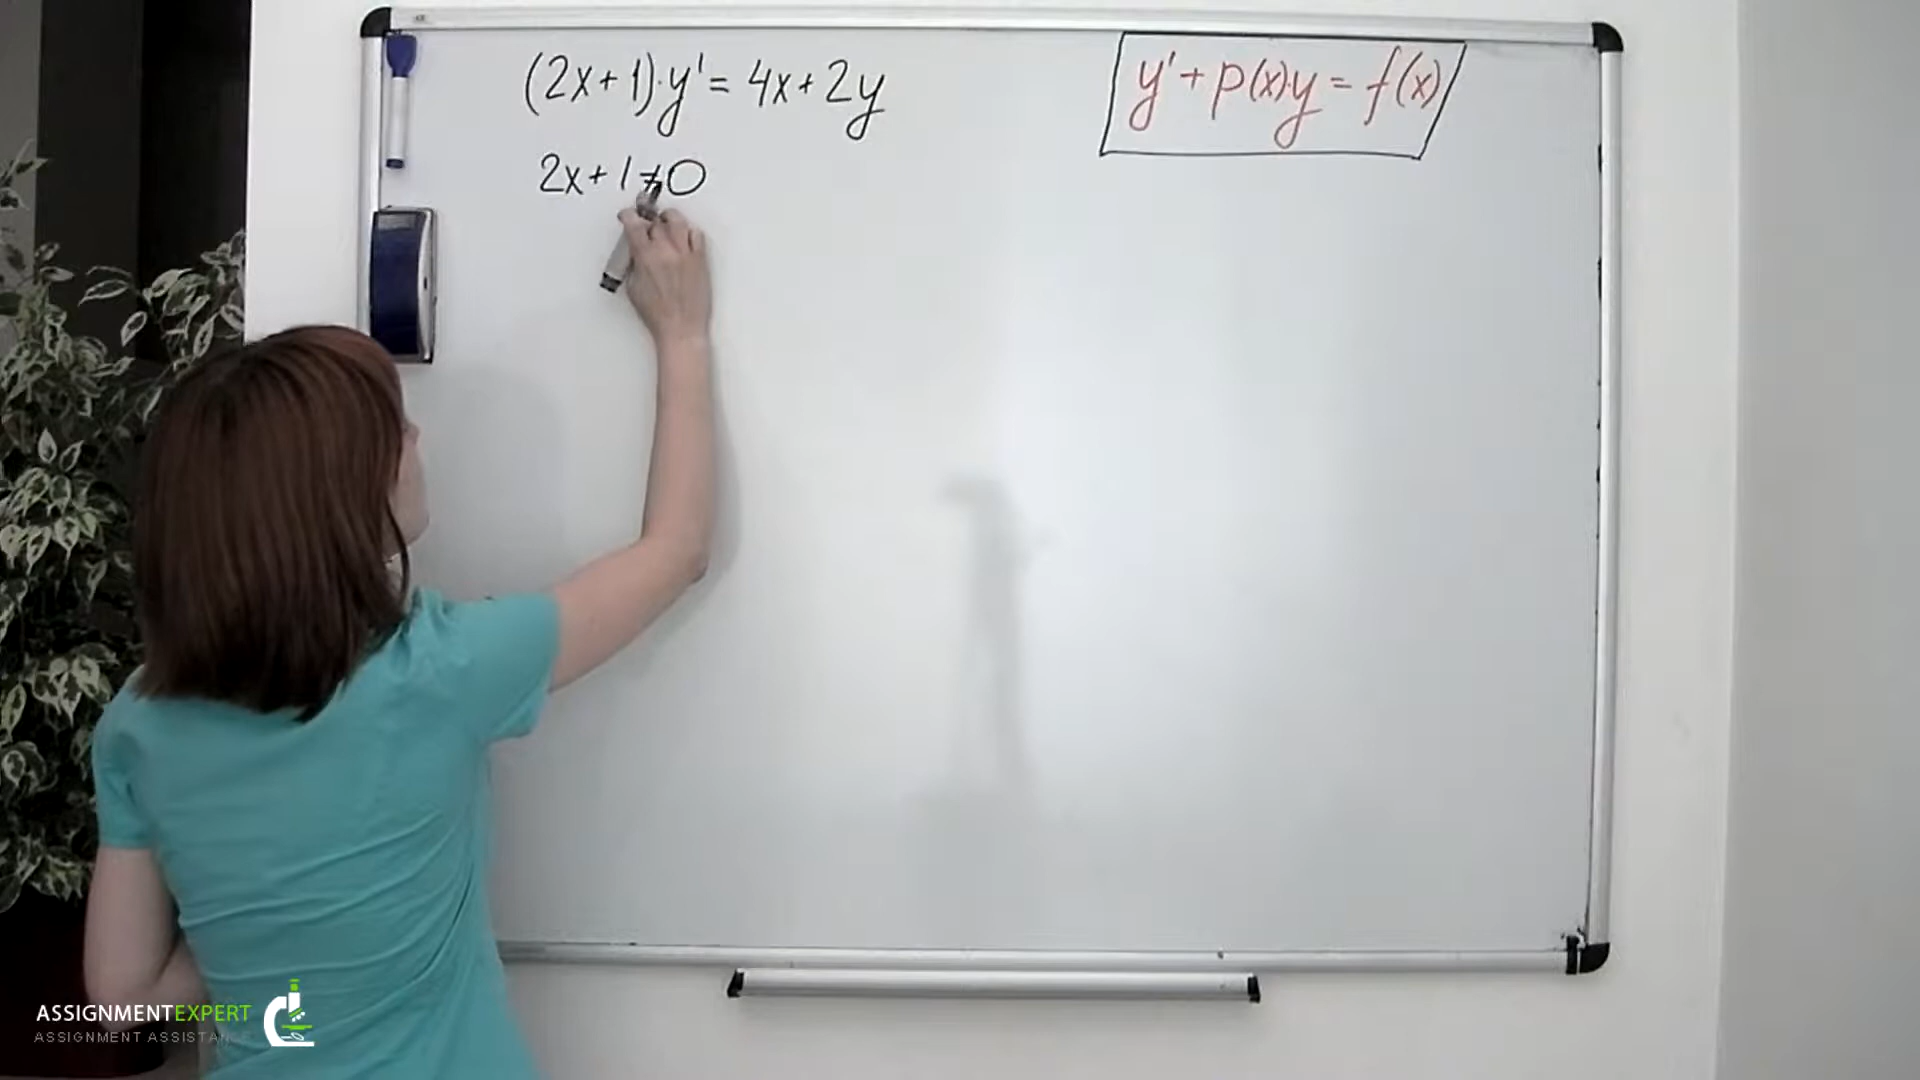 (2x+1)·y' = 4x+2y
y' + p(x)·y = f(x)
2x+1≠0
ASSIGNMENTEXPERT
ASSIGNMENT ASSISTANCE